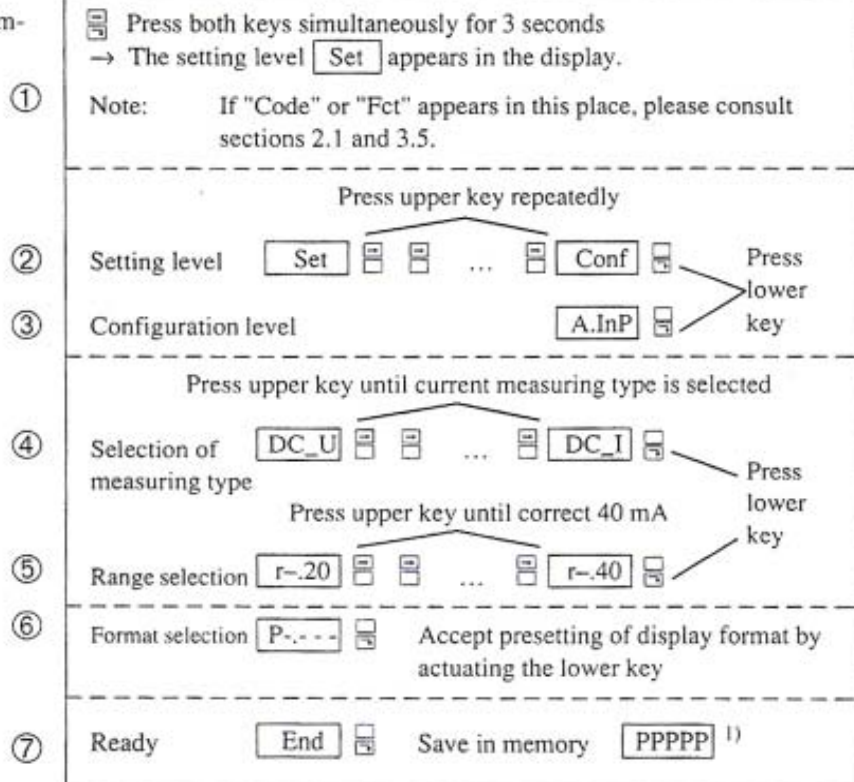 m-
Press both keys simultaneously for 3 seconds
→ The setting level Set appears in the display.
① Note: If "Code" or "Fct" appears in this place, please consult
sections 2.1 and 3.5.
Press upper key repeatedly
② Setting level Set ... Conf Press
lower
③ Configuration level A.InP key
Press upper key until current measuring type is selected
④ Selection of DC_U ... DC_I
measuring type
Press
lower
key
Press upper key until correct 40 mA
⑤ Range selection r–.20 ... r–.40
⑥ Format selection P-.--- Accept presetting of display format by
actuating the lower key
⑦ Ready End Save in memory PPPPP 1)